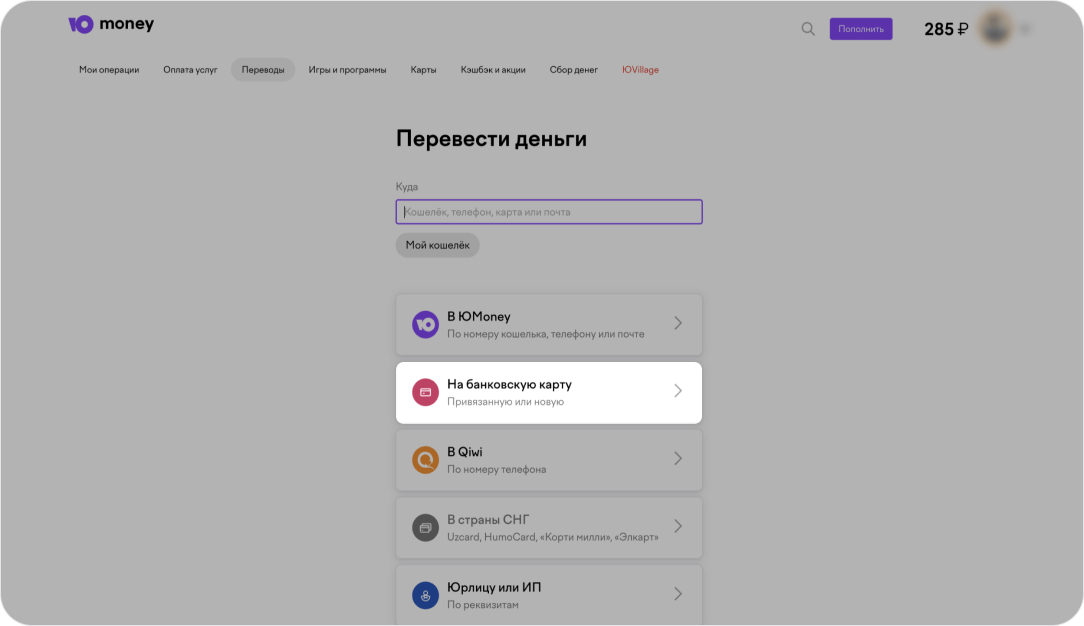 Ю money
Пополнить
285 ₽
Мои операции
Оплата услуг
Переводы
Игры и программы
Карты
Кэшбэк и акции
Сбор денег
ЮVillage
Перевести деньги
Куда
Кошелёк, телефон, карта или почта
Мой кошелёк
В ЮMoney
По номеру кошелька, телефону или почте
На банковскую карту
Привязанную или новую
В Qiwi
По номеру телефона
В страны СНГ
Uzcard, HumoCard, «Корти милли», «Элкарт»
Юрлицу или ИП
По реквизитам